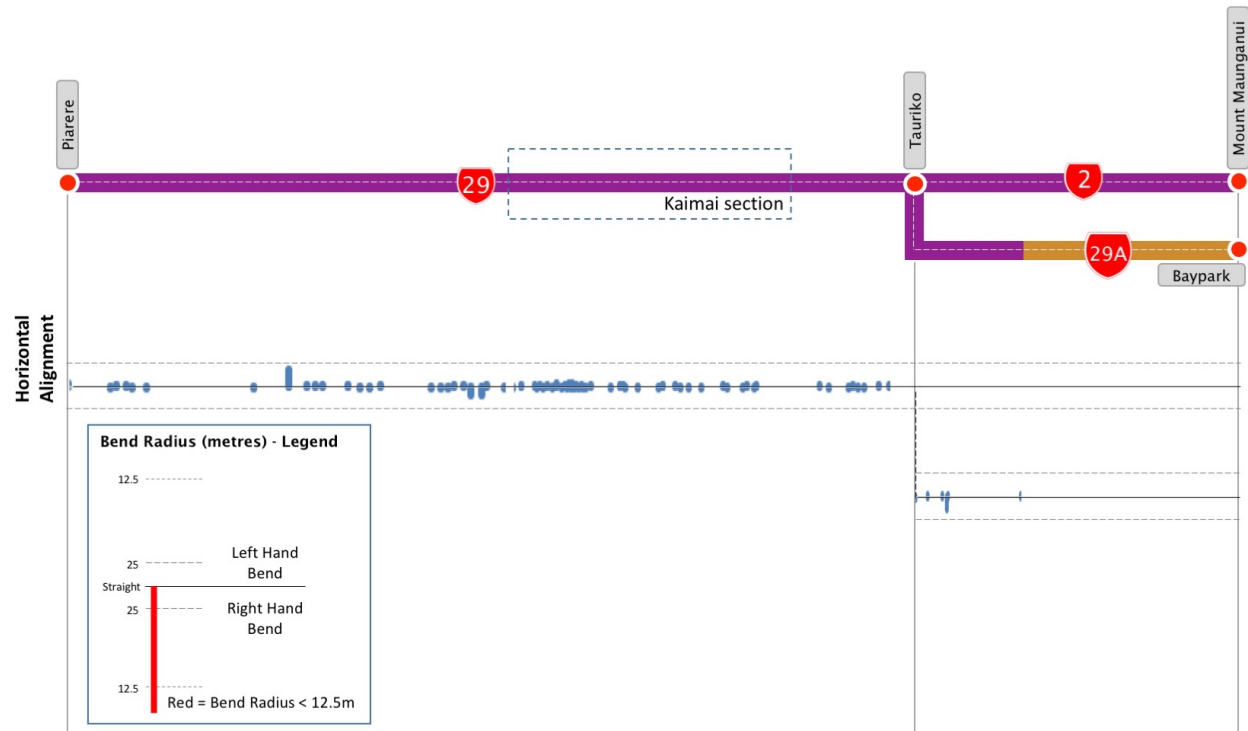 Piarere
Tauriko
Mount Maunganui
29
2
Kaimai section
29A
Baypark
Horizontal
Alignment
Bend Radius (metres) - Legend
12.5
25
Left Hand
Bend
Straight
25
Right Hand
Bend
12.5
Red = Bend Radius < 12.5m